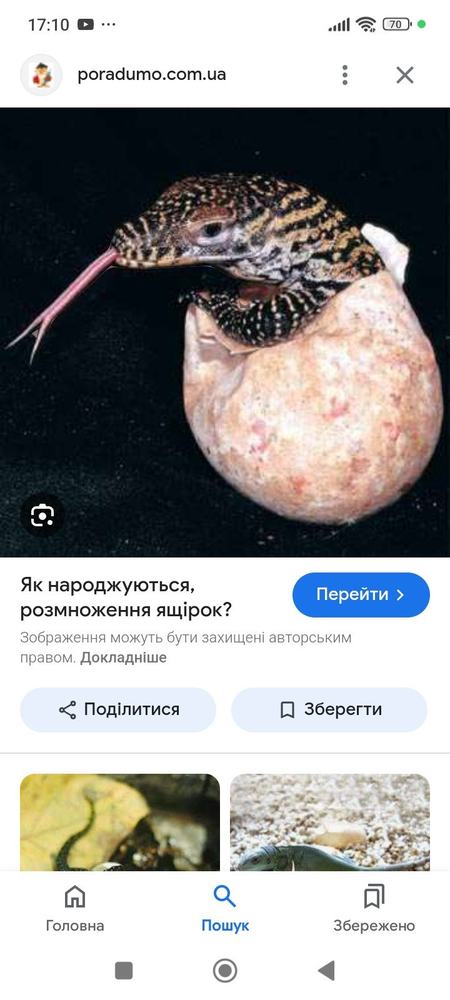 17:10
70
poradumo.com.ua
Як народжуються,
розмноження ящірок?
Перейти
Зображення можуть бути захищені авторським
правом. Докладніше
Поділитися
Зберегти
Головна
Пошук
Збережено